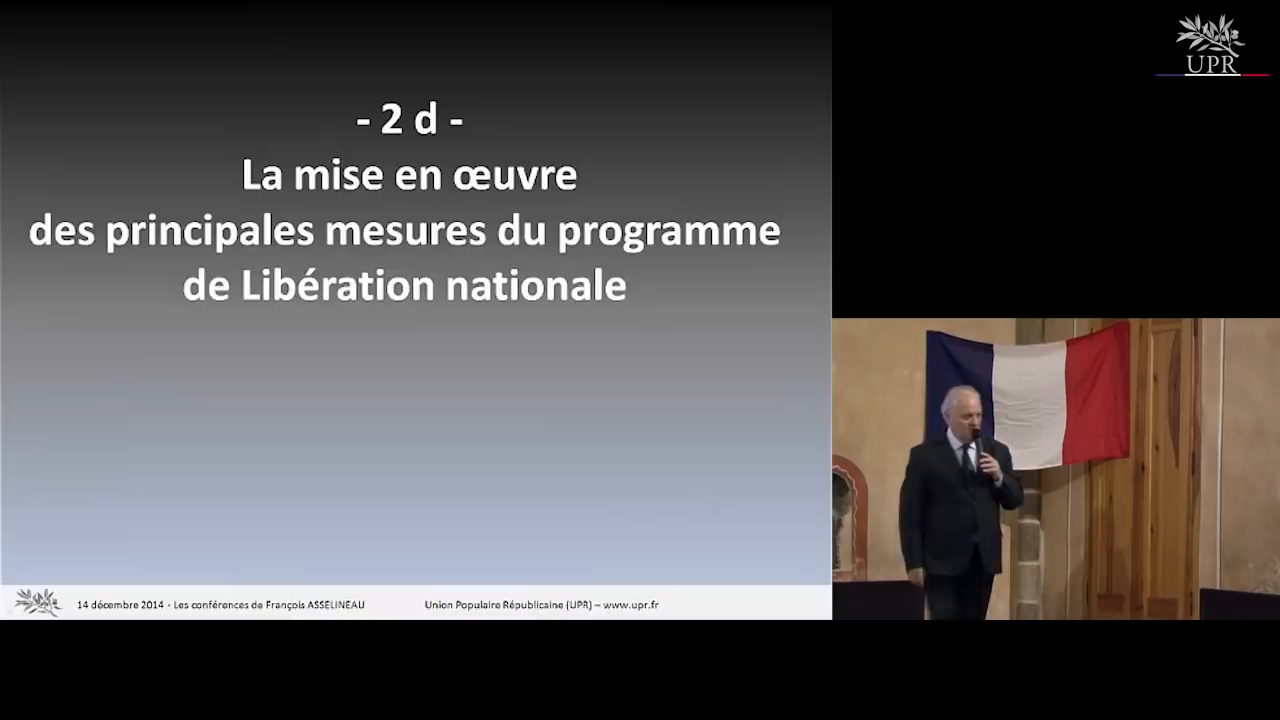 - 2 d -
La mise en œuvre
des principales mesures du programme
de Libération nationale
14 décembre 2014 - Les conférences de François ASSELINEAU
Union Populaire Républicaine (UPR) – www.upr.fr
UPR